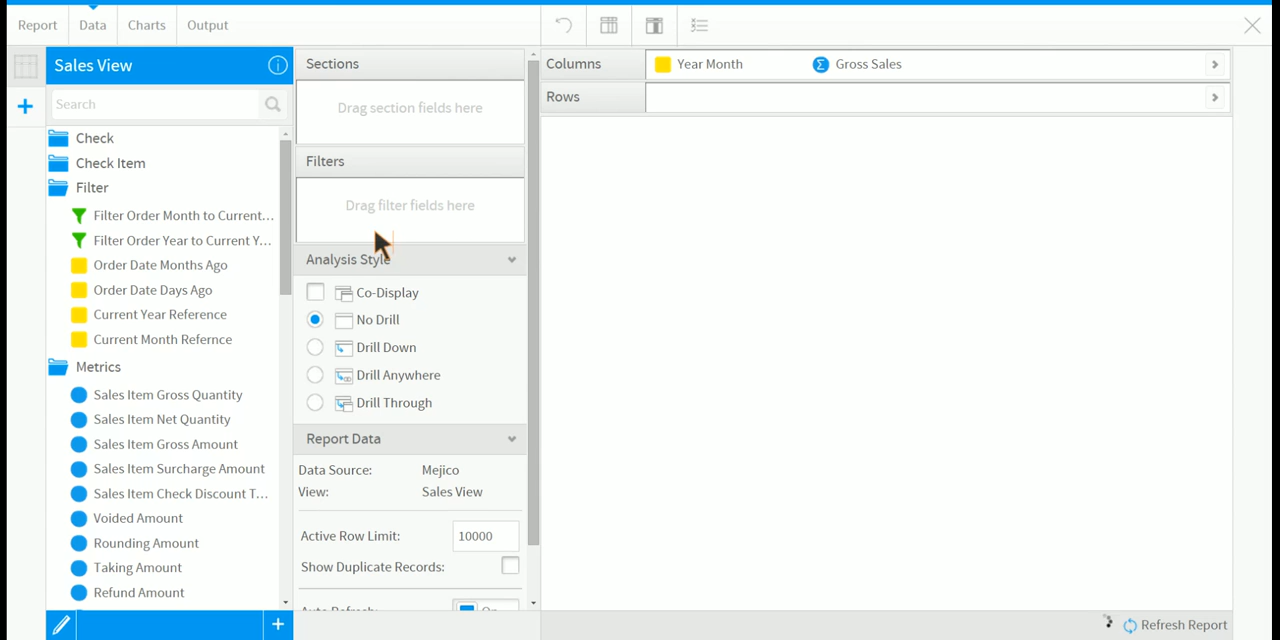 Report Data Charts Output
Sales View
Search
Check
Check Item
Filter
Filter Order Month to Current...
Filter Order Year to Current Y...
Order Date Months Ago
Order Date Days Ago
Current Year Reference
Current Month Refernce
Metrics
Sales Item Gross Quantity
Sales Item Net Quantity
Sales Item Gross Amount
Sales Item Surcharge Amount
Sales Item Check Discount T...
Voided Amount
Rounding Amount
Taking Amount
Refund Amount
Sections
Drag section fields here
Filters
Drag filter fields here
Analysis Style
Co-Display
No Drill
Drill Down
Drill Anywhere
Drill Through
Report Data
Data Source: Mejico
View: Sales View
Active Row Limit: 10000
Show Duplicate Records:
Auto Refresh: On
Columns Year Month Σ Gross Sales
Rows
Refresh Report